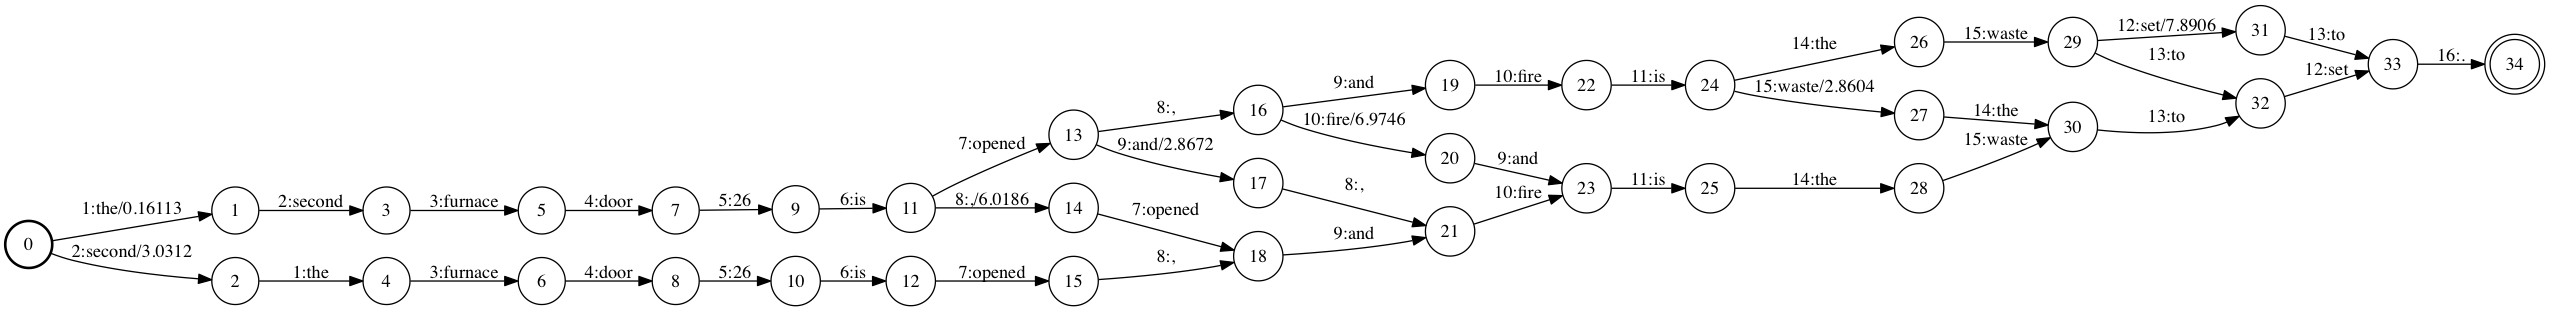 12:set/7.8906
31
13:to
14:the
26
15:waste
29
13:to
33
16:.
34
9:and
19
10:fire
22
11:is
24
15:waste/2.8604
12:set
32
8:,
16
10:fire/6.9746
27
14:the
30
13:to
7:opened
13
9:and/2.8672
20
9:and
15:waste
1:the/0.16113
1
2:second
3
3:furnace
5
4:door
7
5:26
9
6:is
11
8:,/6.0186
14
17
8:,
10:fire
23
11:is
25
14:the
28
0
7:opened
9:and
21
2:second/3.0312
2
1:the
4
3:furnace
6
4:door
8
5:26
10
6:is
12
7:opened
15
8:,
18